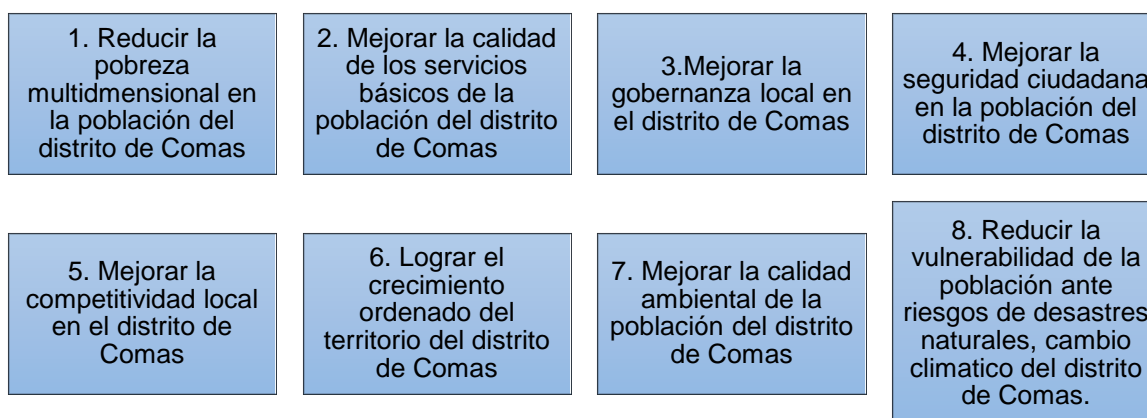 1. Reducir la
pobreza
multidmensional en
la población del
distrito de Comas
2. Mejorar la calidad
de los servicios
básicos de la
población del distrito
de Comas
3.Mejorar la
gobernanza local en
el distrito de Comas
4. Mejorar la
seguridad ciudadana
en la población del
distrito de Comas
5. Mejorar la
competitividad local
en el distrito de
Comas
6. Lograr el
crecimiento
ordenado del
territorio del distrito
de Comas
7. Mejorar la calidad
ambiental de la
población del distrito
de Comas
8. Reducir la
vulnerabilidad de la
población ante
riesgos de desastres
naturales, cambio
climatico del distrito
de Comas.